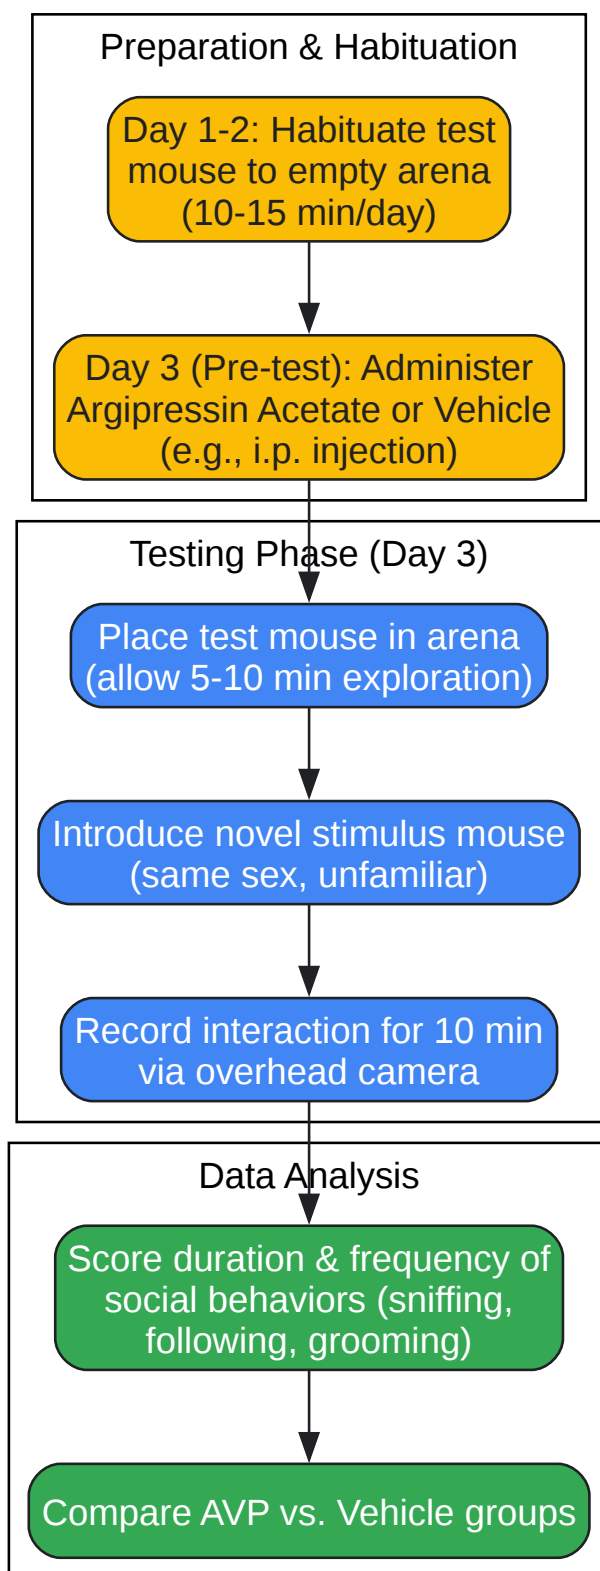 Preparation & Habituation
Day 1-2: Habituate test
mouse to empty arena
(10-15 min/day)
Day 3 (Pre-test): Administer
Argipressin Acetate or Vehicle
(e.g., i.p. injection)
Testing Phase (Day 3)
Place test mouse in arena
(allow 5-10 min exploration)
Introduce novel stimulus mouse
(same sex, unfamiliar)
Record interaction for 10 min
via overhead camera
Data Analysis
Score duration & frequency of
social behaviors (sniffing,
following, grooming)
Compare AVP vs. Vehicle groups